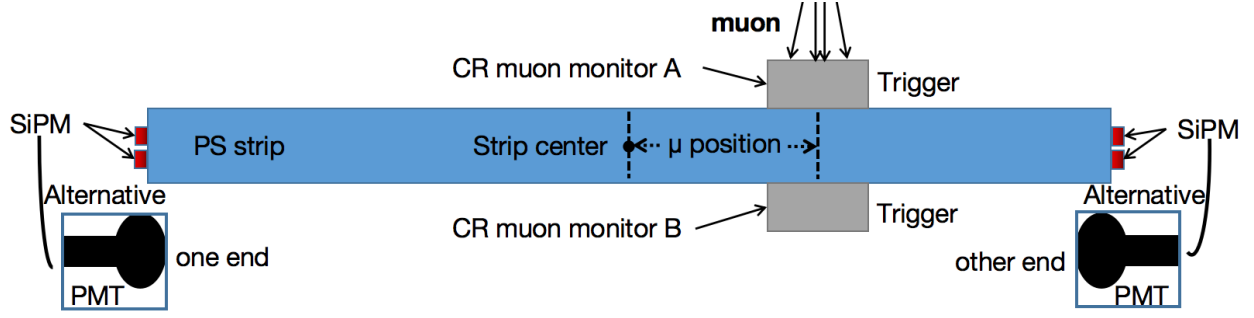 muon
CR muon monitor A
Trigger
SiPM
SiPM
PS strip
Strip center
μ position
Alternative
Alternative
CR muon monitor B
Trigger
one end
other end
PMT
PMT